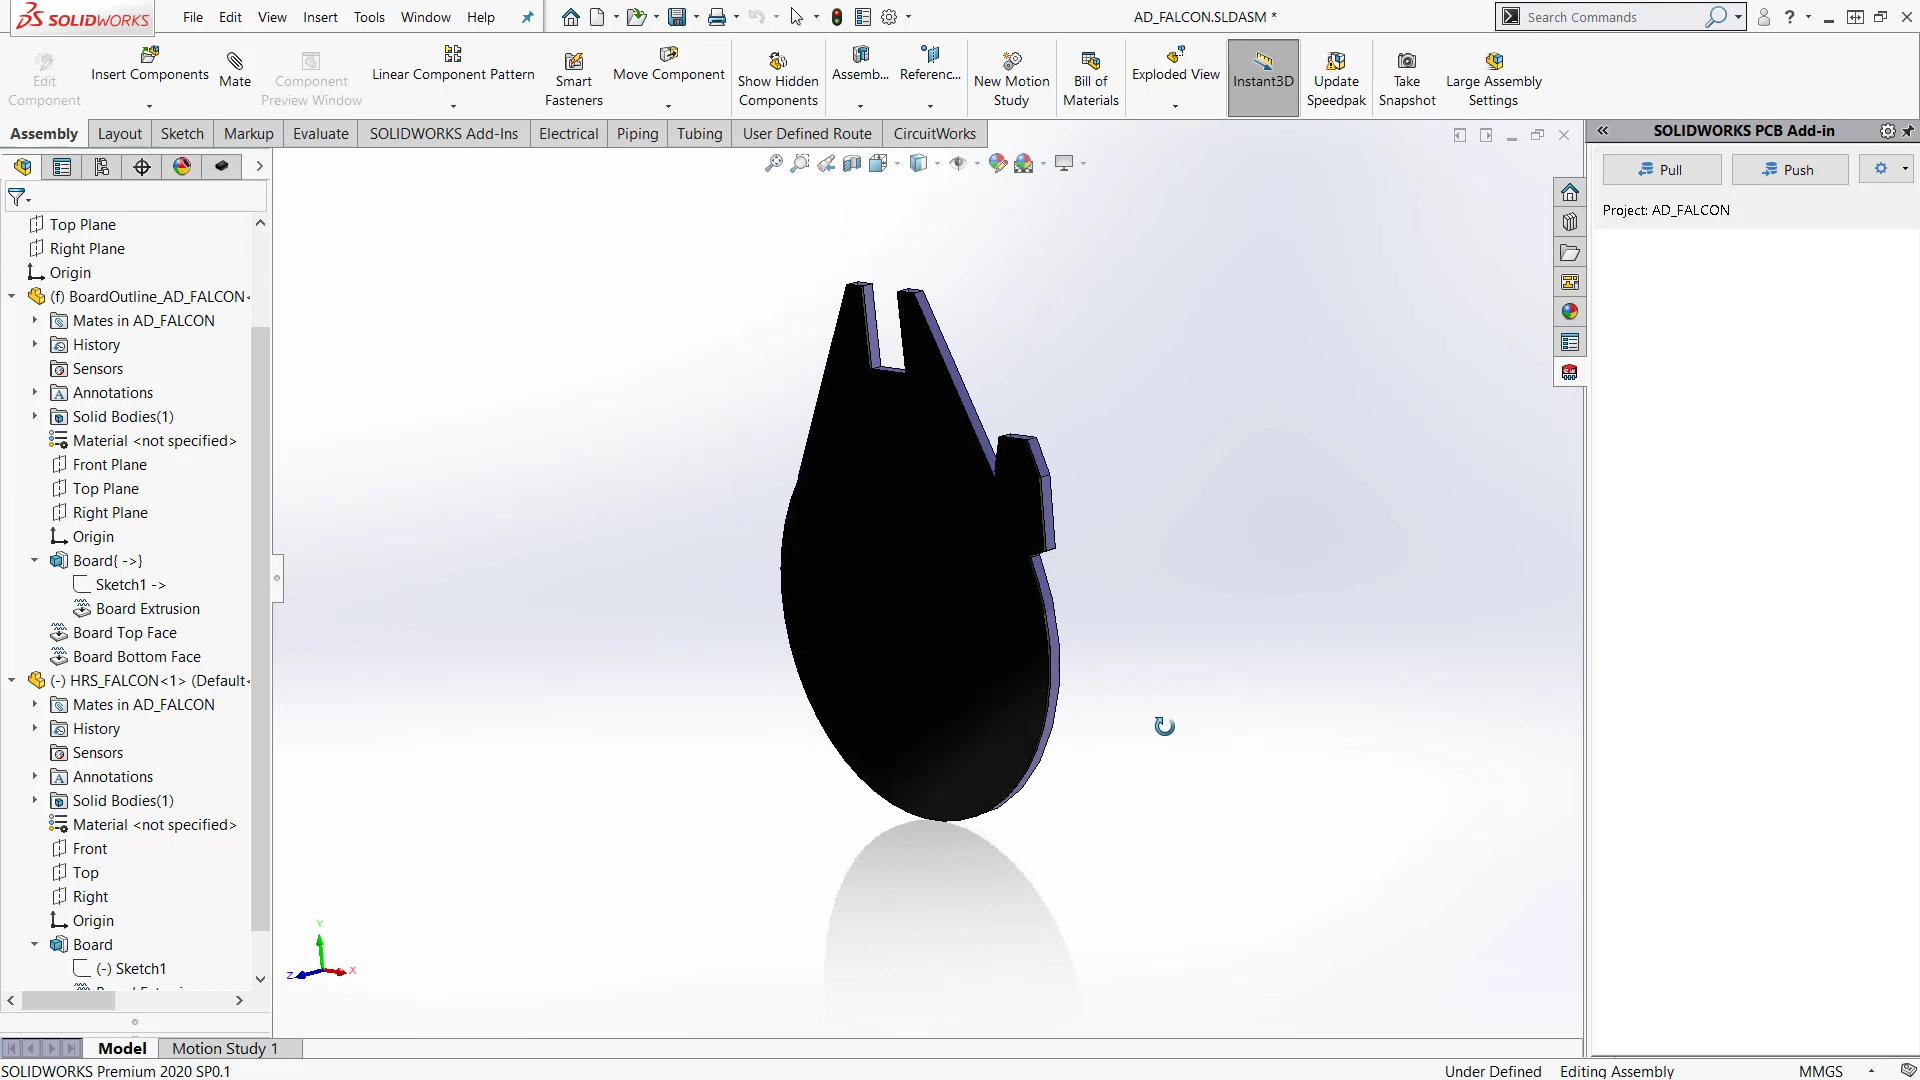 SOLIDWORKS
File Edit View Insert Tools Window Help
AD_FALCON.SLDASM *
Search Commands
Edit Component
Insert Components
Mate
Component Preview Window
Linear Component Pattern
Smart Fasteners
Move Component
Show Hidden Components
Assemb...
Referenc...
New Motion Study
Bill of Materials
Exploded View
Instant3D
Update Speedpak
Take Snapshot
Large Assembly Settings
Assembly Layout Sketch Markup Evaluate SOLIDWORKS Add-Ins Electrical Piping Tubing User Defined Route CircuitWorks
SOLIDWORKS PCB Add-in
Pull Push
Project: AD_FALCON
Top Plane
Right Plane
Origin
(f) BoardOutline_AD_FALCON<
Mates in AD_FALCON
History
Sensors
Annotations
Solid Bodies(1)
Material <not specified>
Front Plane
Top Plane
Right Plane
Origin
Board{ ->}
Sketch1 ->
Board Extrusion
Board Top Face
Board Bottom Face
(-) HRS_FALCON<1> (Default<
Mates in AD_FALCON
History
Sensors
Annotations
Solid Bodies(1)
Material <not specified>
Front
Top
Right
Origin
Board
(-) Sketch1
Y
Z
X
Model Motion Study 1
SOLIDWORKS Premium 2020 SP0.1
Under Defined Editing Assembly MMGS